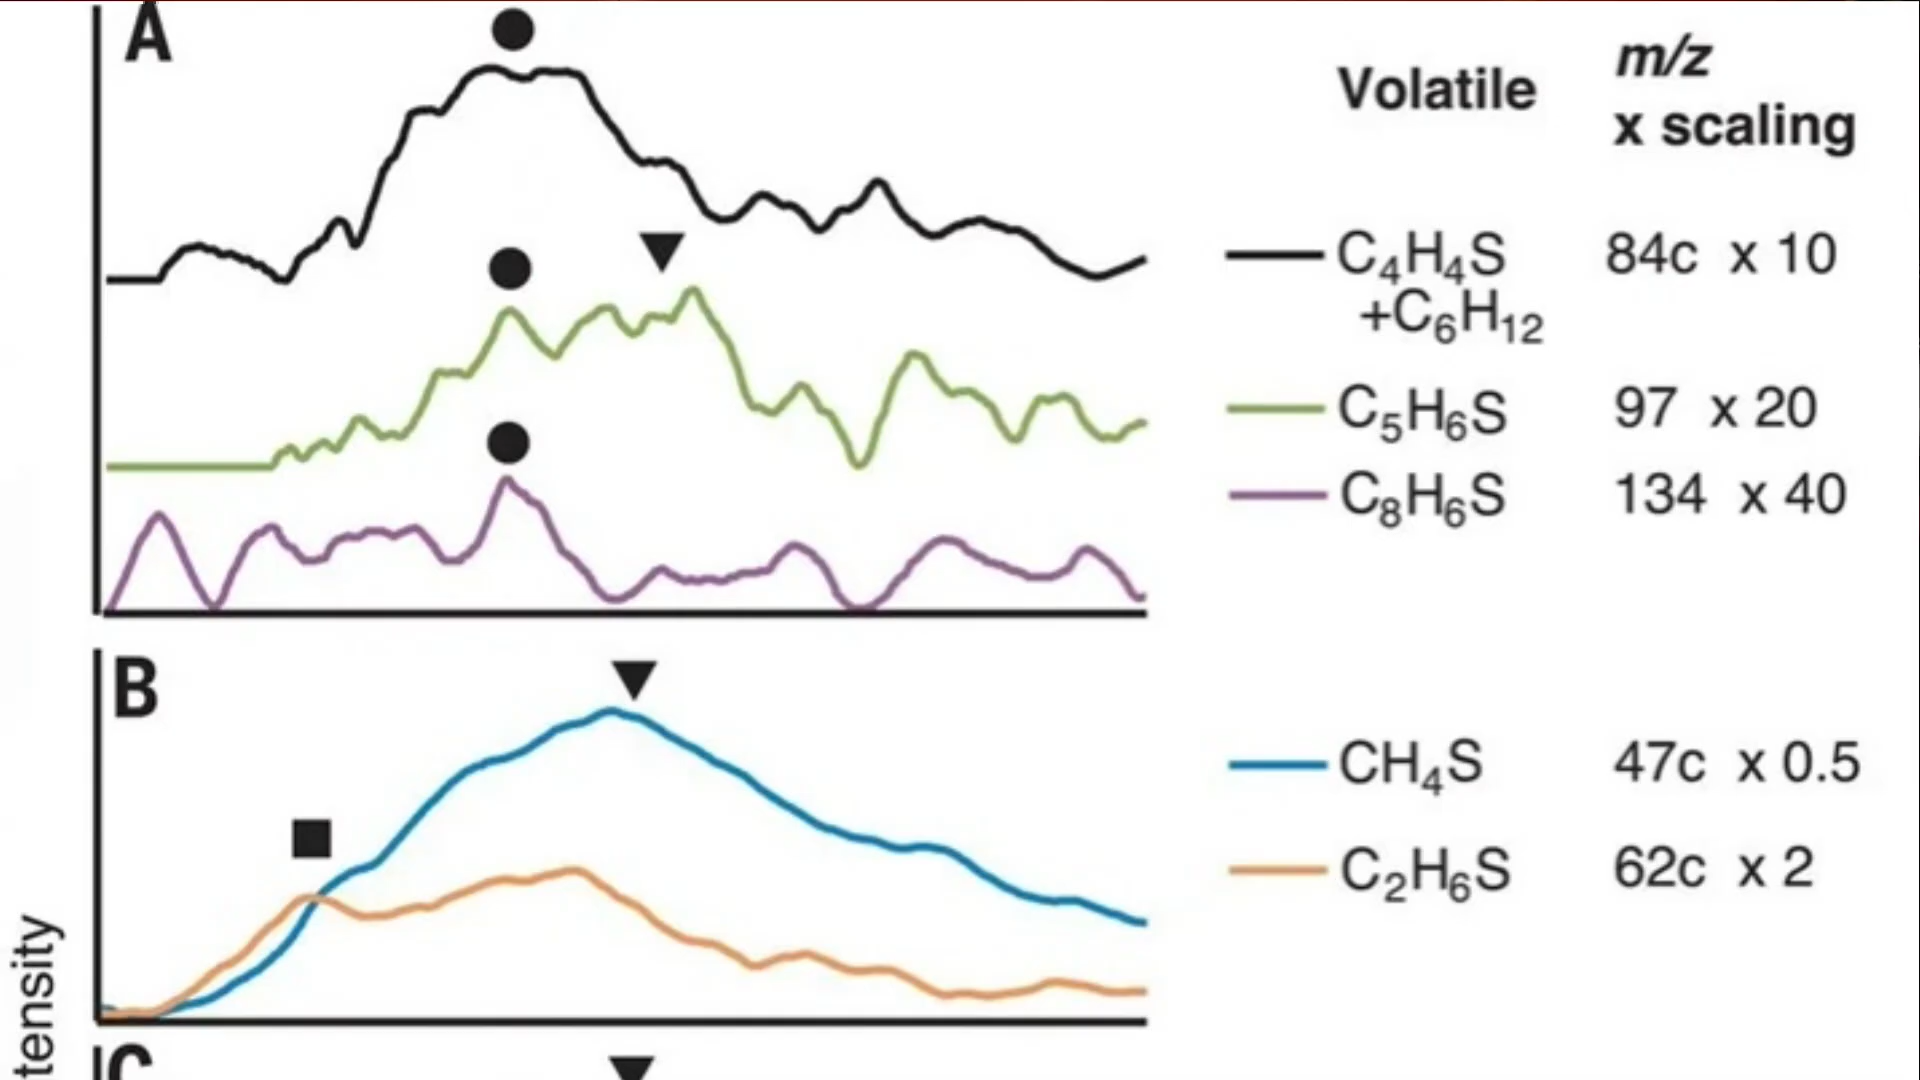 A
Volatile
m/z
x scaling
C₄H₄S 84c x 10
+C₆H₁₂
C₅H₆S 97 x 20
C₈H₆S 134 x 40
B
CH₄S 47c x 0.5
C₂H₆S 62c x 2
tensity
C